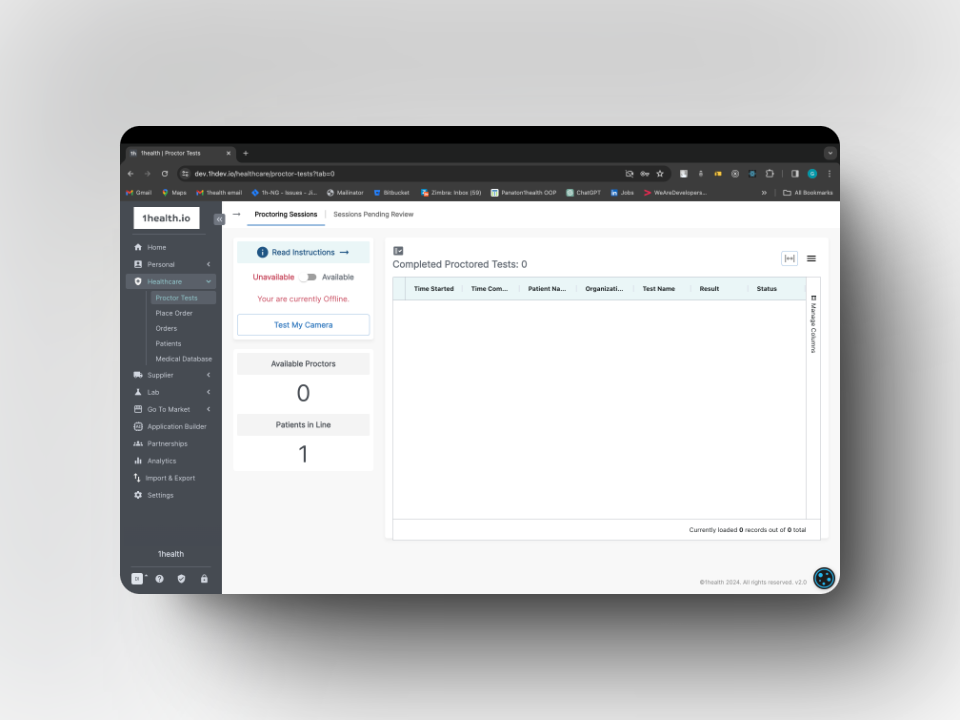 1health | Proctor Tests
dev.1hdev.io/healthcare/proctor-tests?tab=0
Gmail Maps 1health email 1h-NG - Issues - Ji... Mailinator Bitbucket Zimbra: Inbox (59) Panaton1health OOP ChatGPT Jobs WeAreDevelopers... All Bookmarks
1health.io
Home
Personal
Healthcare
Proctor Tests
Place Order
Orders
Patients
Medical Database
Supplier
Lab
Go To Market
Application Builder
Partnerships
Analytics
Import & Export
Settings
1health
Proctoring Sessions Sessions Pending Review
Read Instructions →
Unavailable Available
Your are currently Offline.
Test My Camera
Available Proctors
0
Patients in Line
1
Completed Proctored Tests: 0
Time Started Time Com... Patient Na... Organizati... Test Name Result Status
Manage Columns
Currently loaded 0 records out of 0 total
©1health 2024. All rights reserved. v2.0